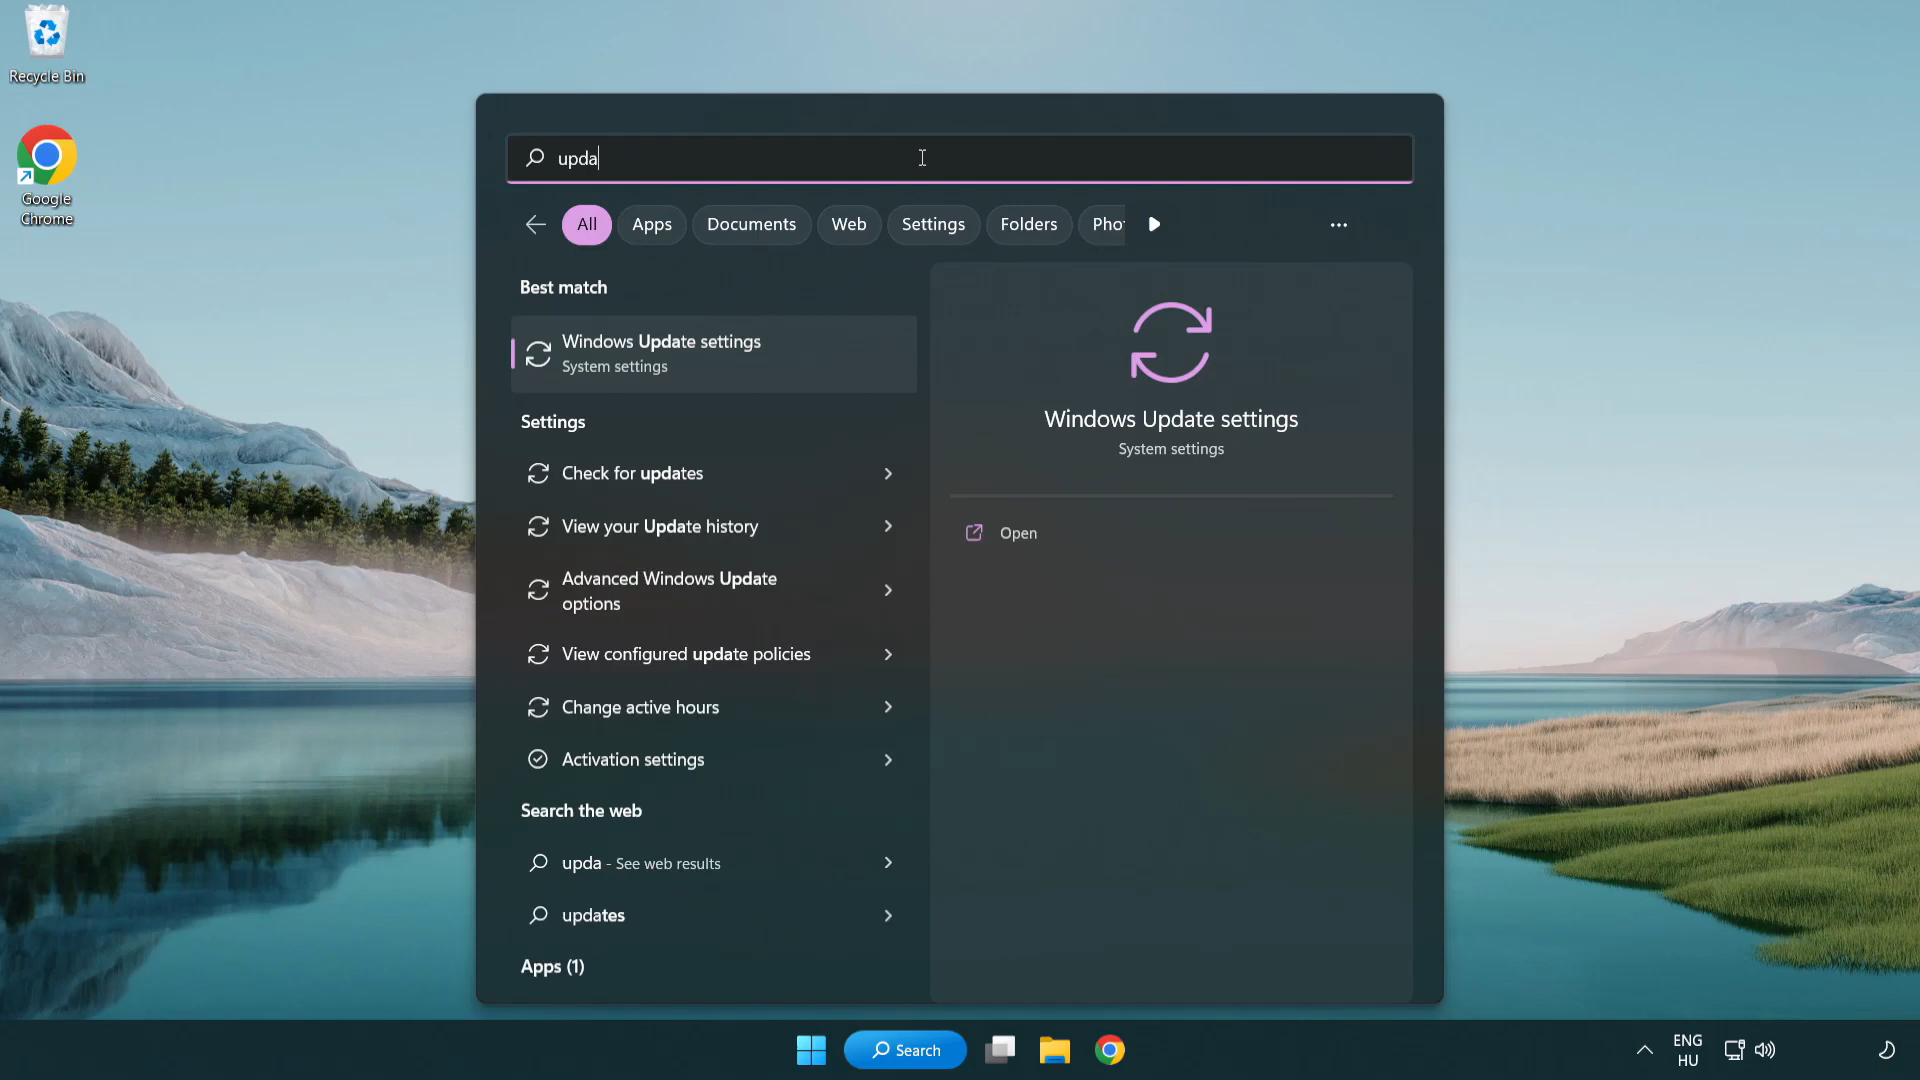 Recycle Bin
Google
Chrome
upda
All
Apps
Documents
Web
Settings
Folders
Best match
Windows Update settings
System settings
Settings
Check for updates
View your Update history
Advanced Windows Update
options
View configured update policies
Change active hours
Activation settings
Search the web
upda - See web results
updates
Apps (1)
Windows Update settings
System settings
Open
Search
ENG
HU